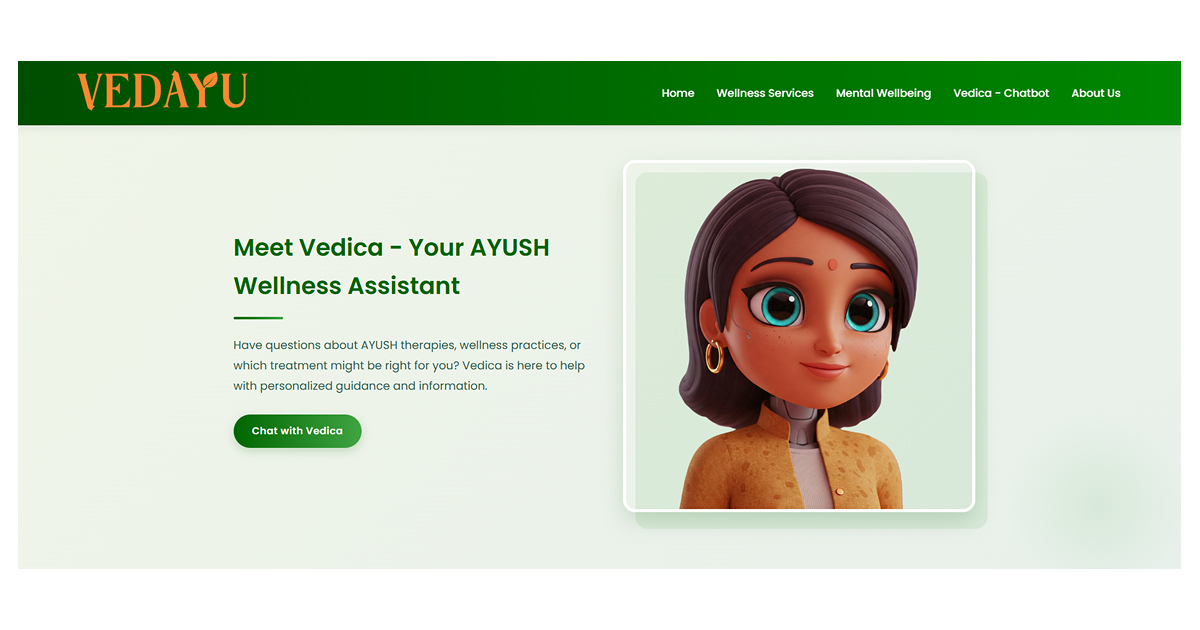 VEDAYU
Home
Wellness Services
Mental Wellbeing
Vedica - Chatbot
About Us
Meet Vedica - Your AYUSH
Wellness Assistant
Have questions about AYUSH therapies, wellness practices, or
which treatment might be right for you? Vedica is here to help
with personalized guidance and information.
Chat with Vedica